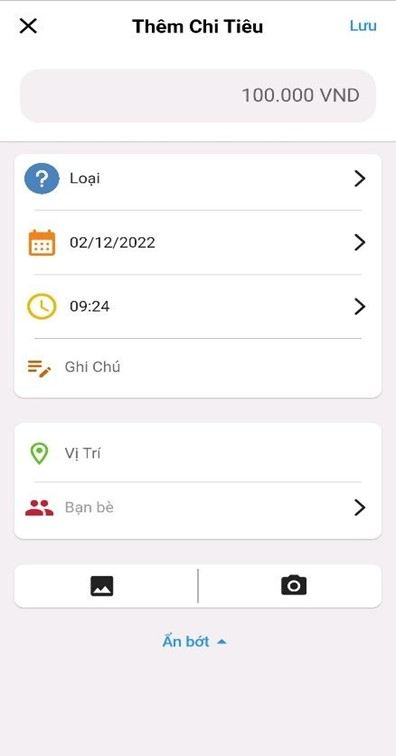 Thêm Chi Tiêu
Lưu
100.000 VND
Loại
02/12/2022
09:24
Ghi Chú
Vị Trí
Bạn bè
Ẩn bớt